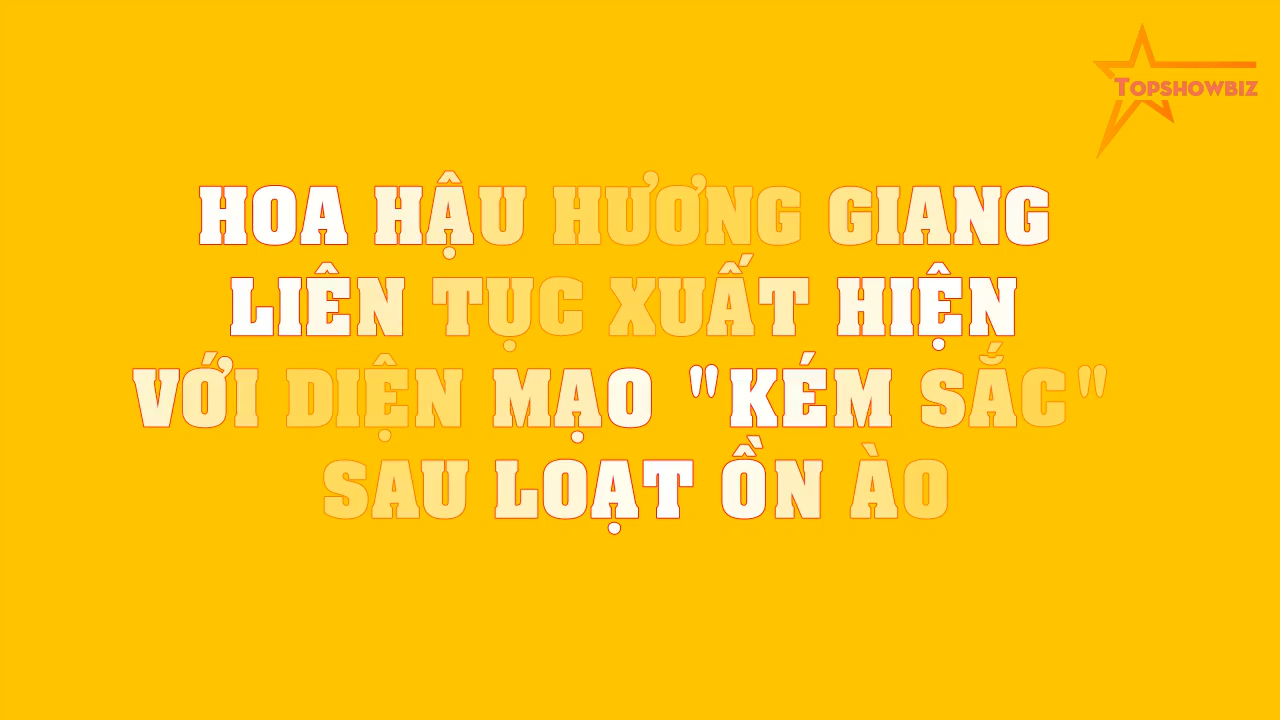 TOPSHOWBIZ
HOA HẬU HƯƠNG GIANG
LIÊN TỤC XUẤT HIỆN
VỚI DIỆN MẠO "KÉM SẮC"
SAU LOẠT ỒN ÀO